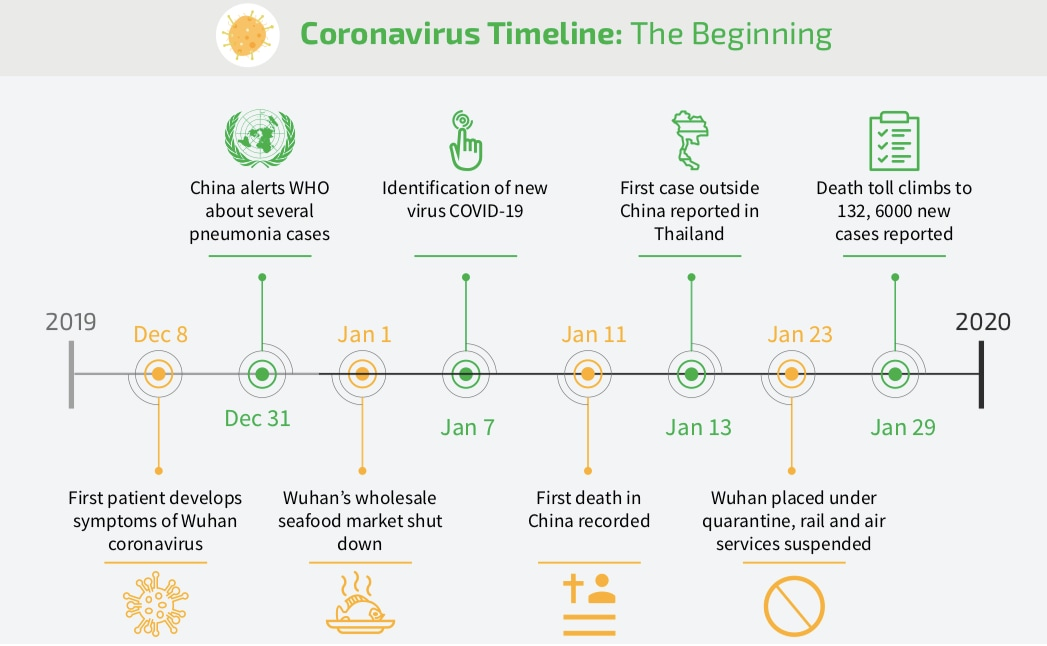 Coronavirus Timeline: The Beginning
China alerts WHO
about several
pneumonia cases
Identification of new
virus COVID-19
First case outside
China reported in
Thailand
Death toll climbs to
132, 6000 new
cases reported
2019
Dec 8
Jan 1
Jan 11
Jan 23
2020
Dec 31
Jan 7
Jan 13
Jan 29
First patient develops
symptoms of Wuhan
coronavirus
Wuhan’s wholesale
seafood market shut
down
First death in
China recorded
Wuhan placed under
quarantine, rail and air
services suspended